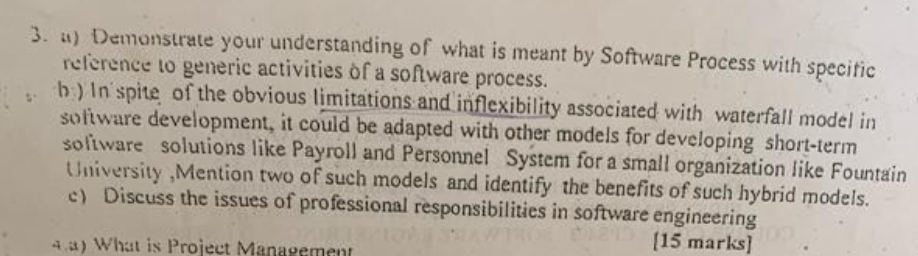 3. a) Demonstrate your understanding of what is meant by Software Process with specific
reference to generic activities of a software process.
b) In spite of the obvious limitations and inflexibility associated with waterfall model in
software development, it could be adapted with other models for developing short-term
software solutions like Payroll and Personnel System for a small organization like Fountain
University ,Mention two of such models and identify the benefits of such hybrid models.
c) Discuss the issues of professional responsibilities in software engineering
[15 marks]
4.a) What is Project Management